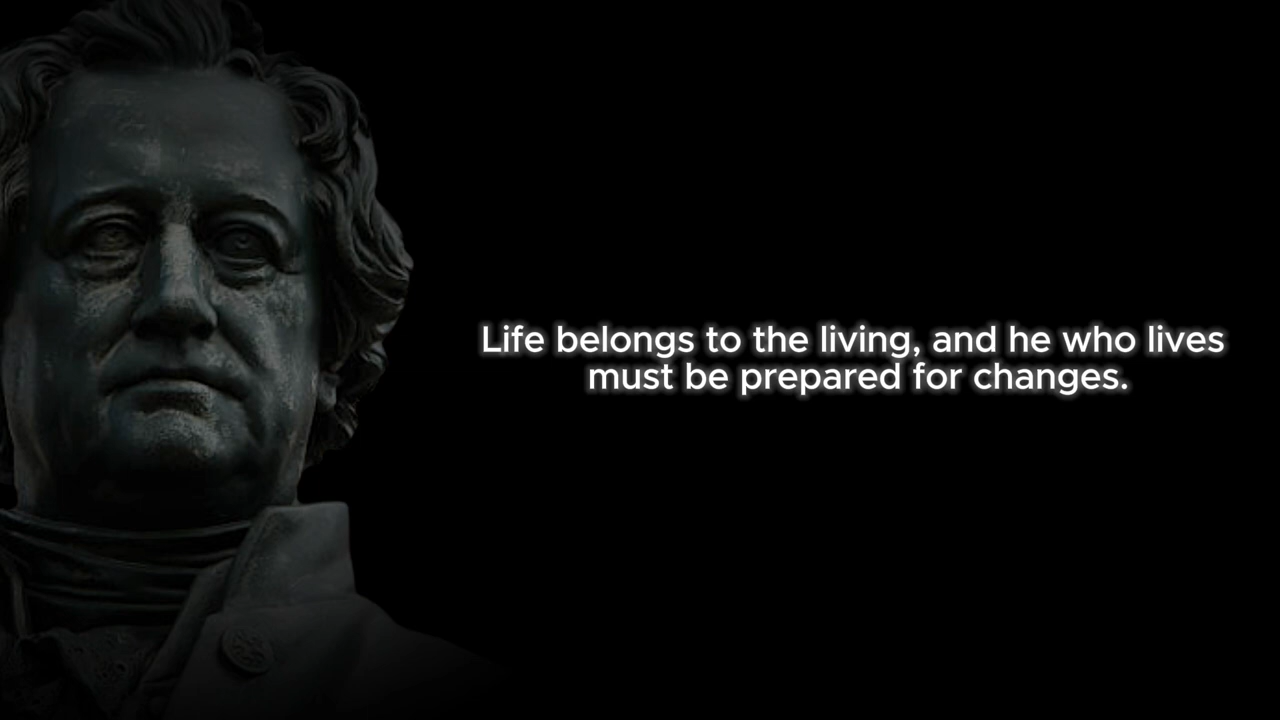 Life belongs to the living, and he who lives
must be prepared for changes.